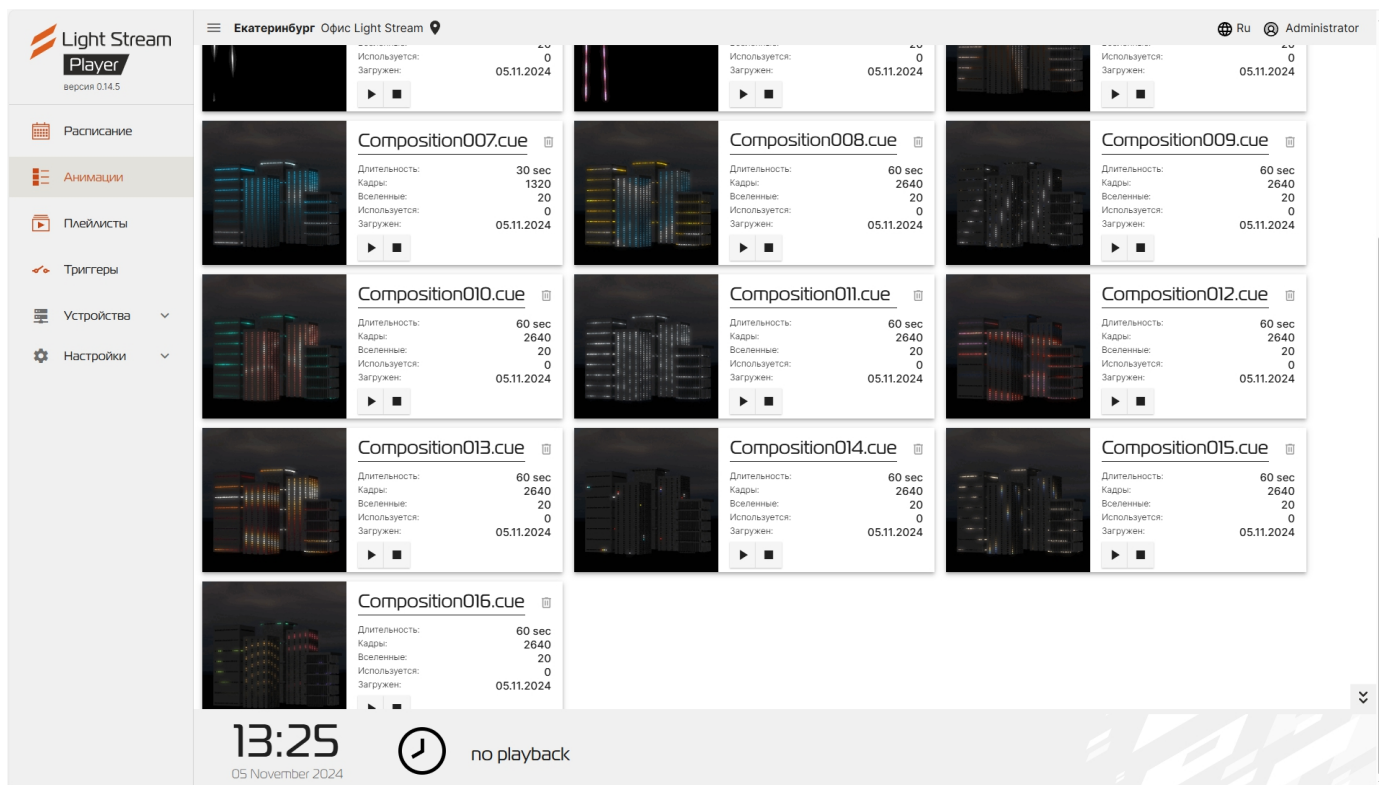 Light Stream
Player
версия 0.14.5
Екатеринбург Офис Light Stream
Ru Administrator
Расписание
Анимации
Плейлисты
Триггеры
Устройства
Настройки
20
Используется: 0
Загружен: 05.11.2024
20
Используется: 0
Загружен: 05.11.2024
20
Используется: 0
Загружен: 05.11.2024
Composition007.cue
Длительность: 30 sec
Кадры: 1320
Вселенные: 20
Используется: 0
Загружен: 05.11.2024
Composition008.cue
Длительность: 60 sec
Кадры: 2640
Вселенные: 20
Используется: 0
Загружен: 05.11.2024
Composition009.cue
Длительность: 60 sec
Кадры: 2640
Вселенные: 20
Используется: 0
Загружен: 05.11.2024
Composition010.cue
Длительность: 60 sec
Кадры: 2640
Вселенные: 20
Используется: 0
Загружен: 05.11.2024
Composition011.cue
Длительность: 60 sec
Кадры: 2640
Вселенные: 20
Используется: 0
Загружен: 05.11.2024
Composition012.cue
Длительность: 60 sec
Кадры: 2640
Вселенные: 20
Используется: 0
Загружен: 05.11.2024
Composition013.cue
Длительность: 60 sec
Кадры: 2640
Вселенные: 20
Используется: 0
Загружен: 05.11.2024
Composition014.cue
Длительность: 60 sec
Кадры: 2640
Вселенные: 20
Используется: 0
Загружен: 05.11.2024
Composition015.cue
Длительность: 60 sec
Кадры: 2640
Вселенные: 20
Используется: 0
Загружен: 05.11.2024
Composition016.cue
Длительность: 60 sec
Кадры: 2640
Вселенные: 20
Используется: 0
Загружен: 05.11.2024
13:25
05 November 2024
no playback